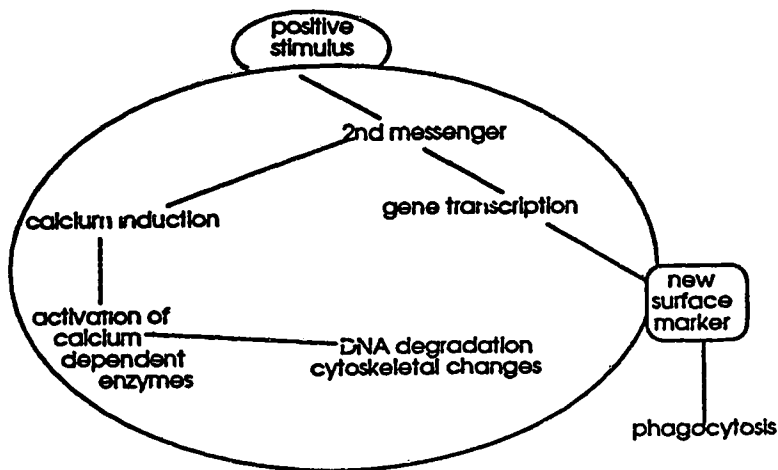 positive
stimulus
2nd messenger
calcium induction
gene transcription
new
surface
marker
activation of
calcium
dependent
enzymes
DNA degradation
cytoskeletal changes
phagocytosis